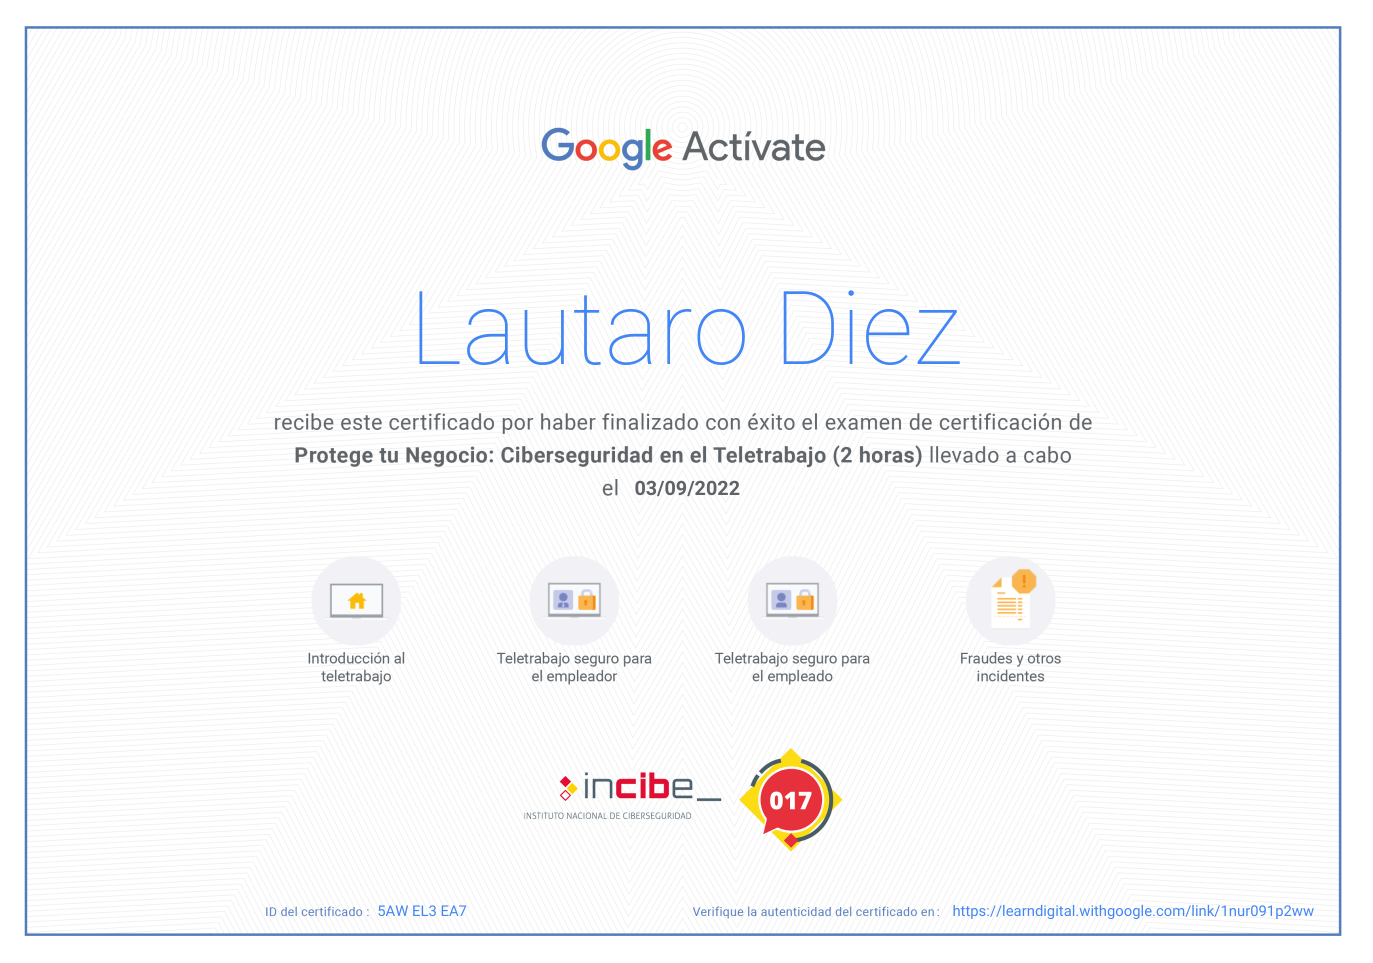 Google Actívate
Lautaro Diez
recibe este certificado por haber finalizado con éxito el examen de certificación de
Protege tu Negocio: Ciberseguridad en el Teletrabajo (2 horas) llevado a cabo
el 03/09/2022
Introducción al
teletrabajo
Teletrabajo seguro para
el empleador
Teletrabajo seguro para
el empleado
Fraudes y otros
incidentes
incibe_
INSTITUTO NACIONAL DE CIBERSEGURIDAD
017
ID del certificado : 5AW EL3 EA7
Verifique la autenticidad del certificado en : https://learndigital.withgoogle.com/link/1nur091p2ww